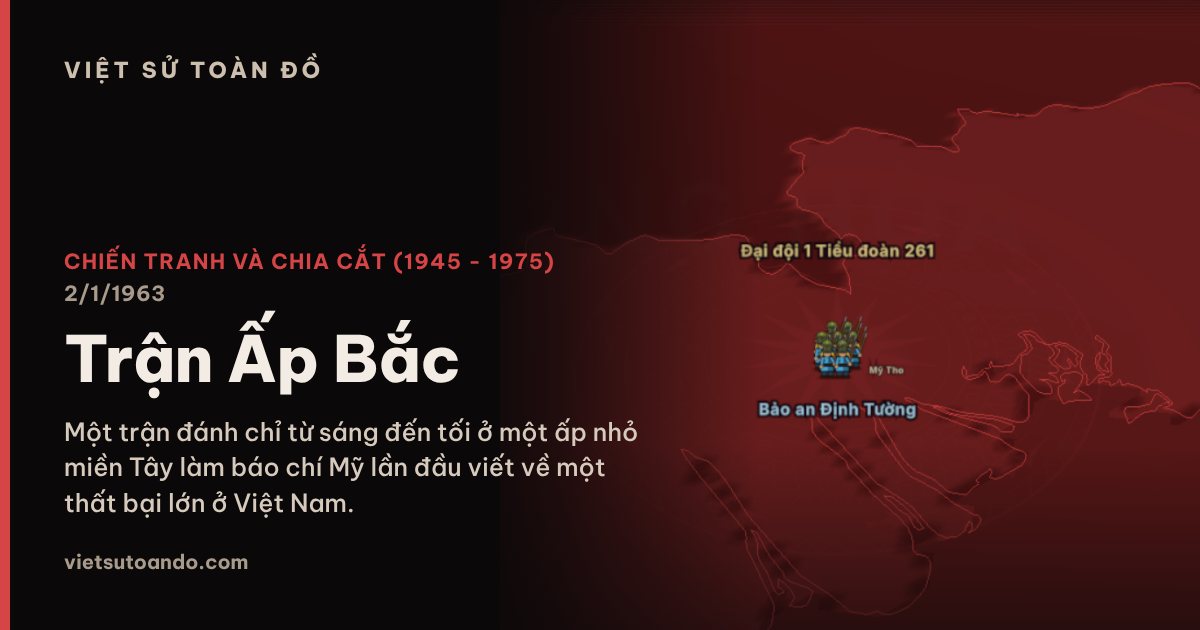 VIỆT SỬ TOÀN ĐỒ
CHIẾN TRANH VÀ CHIA CẮT (1945 - 1975)
2/1/1963
Trận Ấp Bắc
Một trận đánh chỉ từ sáng đến tối ở một ấp nhỏ
miền Tây làm báo chí Mỹ lần đầu viết về một
thất bại lớn ở Việt Nam.
vietsutoando.com
Đại đội 1 Tiểu đoàn 261
Mỹ Tho
Bảo an Định Tường